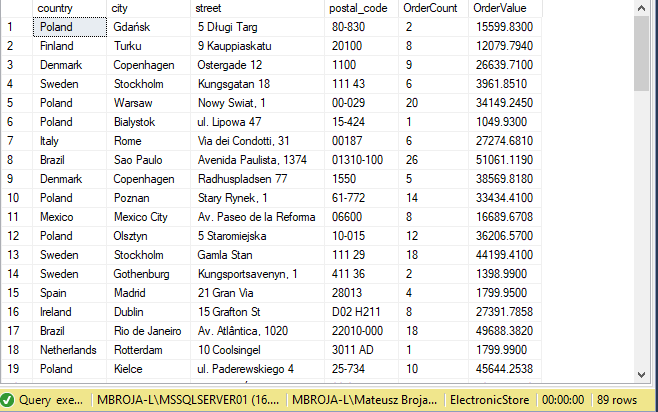 country city street postal_code OrderCount OrderValue
1 Poland Gdańsk 5 Długi Targ 80-830 2 15599.8300
2 Finland Turku 9 Kauppiaskatu 20100 8 12079.7940
3 Denmark Copenhagen Ostergade 12 1100 9 26639.7100
4 Sweden Stockholm Kungsgatan 18 111 43 6 3961.8510
5 Poland Warsaw Nowy Swiat, 1 00-029 20 34149.2450
6 Poland Bialystok ul. Lipowa 47 15-424 1 1049.9300
7 Italy Rome Via dei Condotti, 31 00187 6 27274.6810
8 Brazil Sao Paulo Avenida Paulista, 1374 01310-100 26 51061.1190
9 Denmark Copenhagen Radhuspladsen 77 1550 5 38569.8180
10 Poland Poznan Stary Rynek, 1 61-772 14 33434.4100
11 Mexico Mexico City Av. Paseo de la Reforma 06600 8 16689.6708
12 Poland Olsztyn 5 Staromiejska 10-015 12 36206.5700
13 Sweden Stockholm Gamla Stan 111 29 18 44199.4100
14 Sweden Gothenburg Kungsportsavenyn, 1 411 36 2 1398.9900
15 Spain Madrid 21 Gran Via 28013 4 1799.9500
16 Ireland Dublin 15 Grafton St D02 H211 8 27391.7858
17 Brazil Rio de Janeiro Av. Atlântica, 1020 22010-000 18 49688.3820
18 Netherlands Rotterdam 10 Coolsingel 3011 AD 1 1799.9900
19 Poland Kielce ul. Paderewskiego 4 25-734 10 45644.2538
Query exe... MBROJA-L\MSSQLSERVER01 (16.... MBROJA-L\Mateusz Broja... ElectronicStore 00:00:00 89 rows